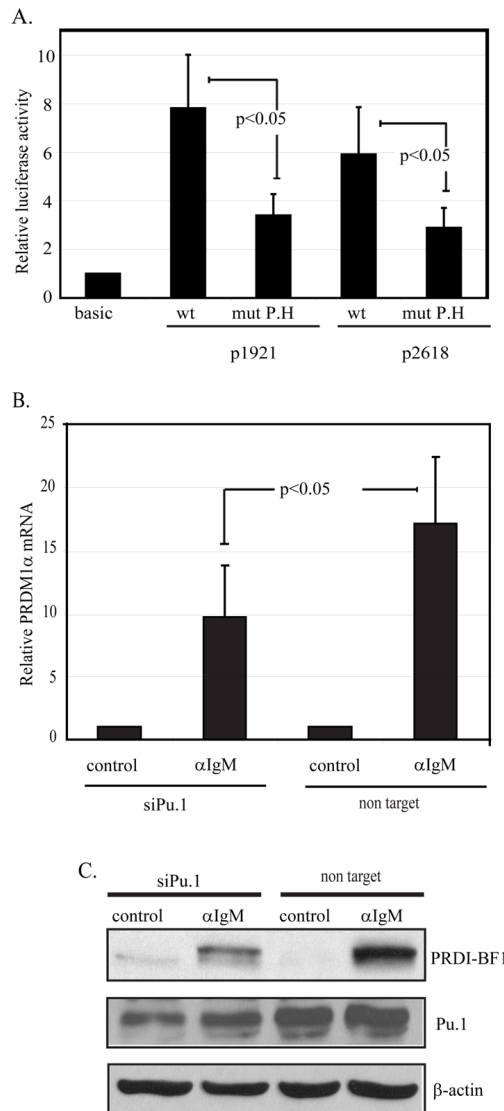 A.
Relative luciferase activity
10
8
6
4
2
0
p<0.05
p<0.05
basic
wt
mut P.H
wt
mut P.H
p1921
p2618
B.
Relative PRDM1α mRNA
25
20
15
10
5
0
p<0.05
control
αIgM
control
αIgM
siPu.1
non target
C.
siPu.1
non target
control
αIgM
control
αIgM
PRDI-BF1
Pu.1
β-actin